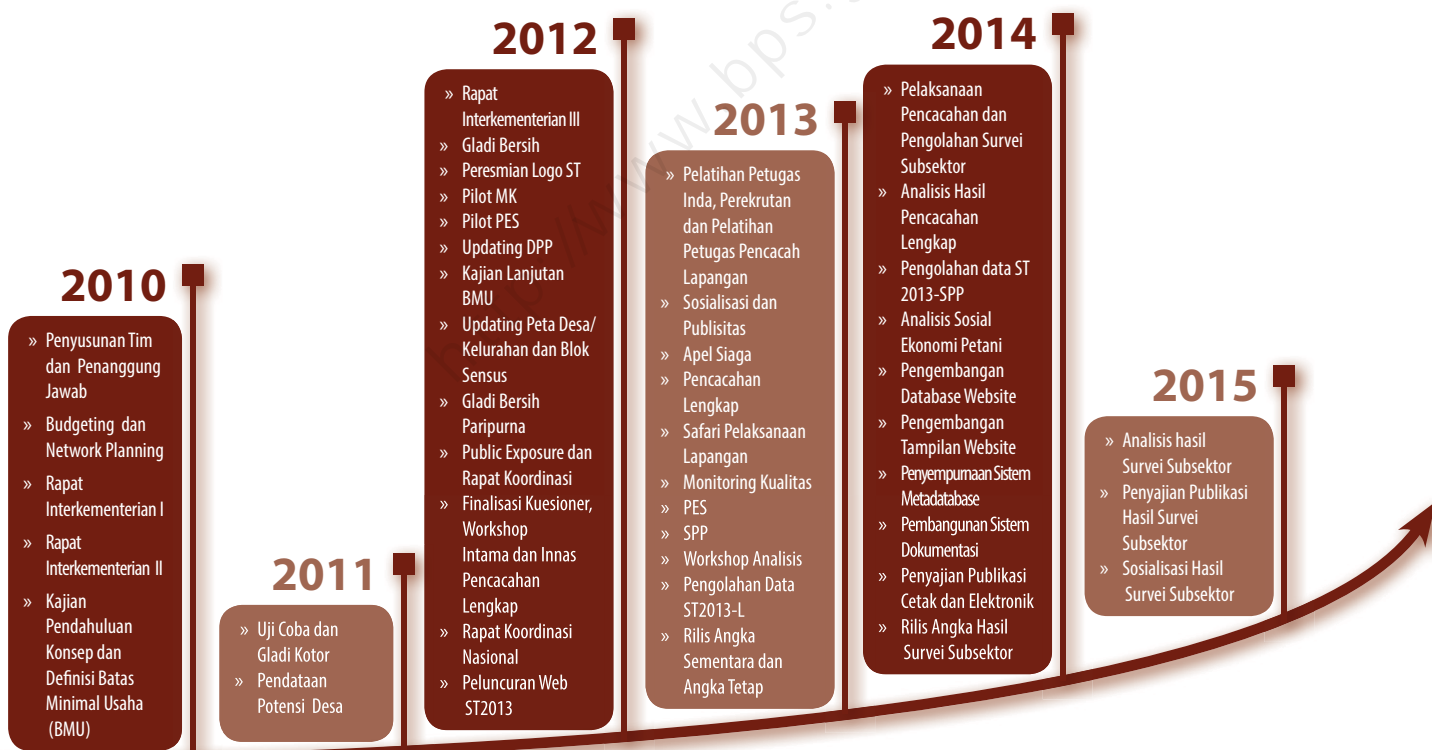 2010
» Penyusunan Tim
dan Penanggung
Jawab
» Budgeting dan
Network Planning
» Rapat
Interkementerian I
» Rapat
Interkementerian II
» Kajian
Pendahuluan
Konsep dan
Definisi Batas
Minimal Usaha
(BMU)
2011
» Uji Coba dan
Gladi Kotor
» Pendataan
Potensi Desa
2012
» Rapat
Interkementerian III
» Gladi Bersih
» Peresmian Logo ST
» Pilot MK
» Pilot PES
» Updating DPP
» Kajian Lanjutan
BMU
» Updating Peta Desa/
Kelurahan dan Blok
Sensus
» Gladi Bersih
Paripurna
» Public Exposure dan
Rapat Koordinasi
» Finalisasi Kuesioner,
Workshop
Intama dan Innas
Pencacahan
Lengkap
» Rapat Koordinasi
Nasional
» Peluncuran Web
ST2013
2013
» Pelatihan Petugas
Inda, Perekrutan
dan Pelatihan
Petugas Pencacah
Lapangan
» Sosialisasi dan
Publisitas
» Apel Siaga
» Pencacahan
Lengkap
» Safari Pelaksanaan
Lapangan
» Monitoring Kualitas
» PES
» SPP
» Workshop Analisis
» Pengolahan Data
ST2013-L
» Rilis Angka
Sementara dan
Angka Tetap
2014
» Pelaksanaan
Pencacahan dan
Pengolahan Survei
Subsektor
» Analisis Hasil
Pencacahan
Lengkap
» Pengolahan data ST
2013-SPP
» Analisis Sosial
Ekonomi Petani
» Pengembangan
Database Website
» Pengembangan
Tampilan Website
» Penyempurnaan Sistem
Metadatabase
» Pembangunan Sistem
Dokumentasi
» Penyajian Publikasi
Cetak dan Elektronik
» Rilis Angka Hasil
Survei Subsektor
2015
» Analisis hasil
Survei Subsektor
» Penyajian Publikasi
Hasil Survei
Subsektor
» Sosialisasi Hasil
Survei Subsektor
http://www.bps.